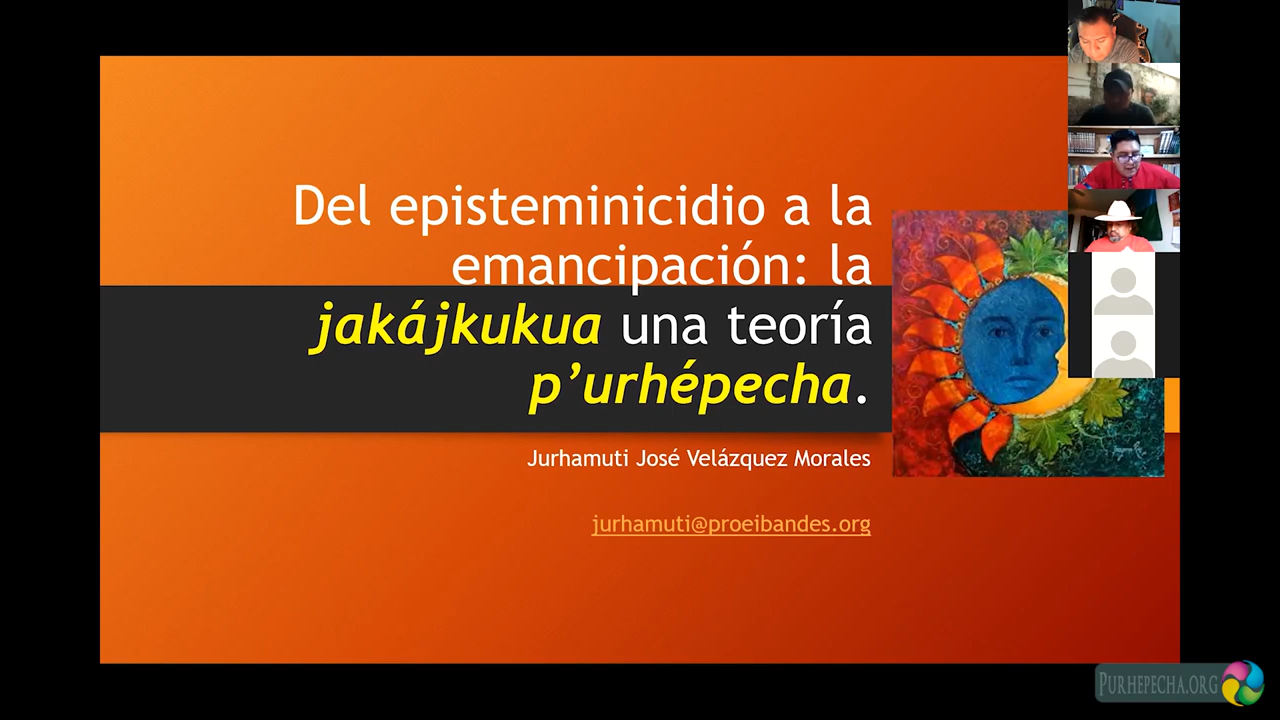 Del episteminicidio a la
emancipación: la
jakájkukua una teoría
p’urhépecha.
Jurhamuti José Velázquez Morales
jurhamuti@proeibandes.org
PURHEPECHA.ORG